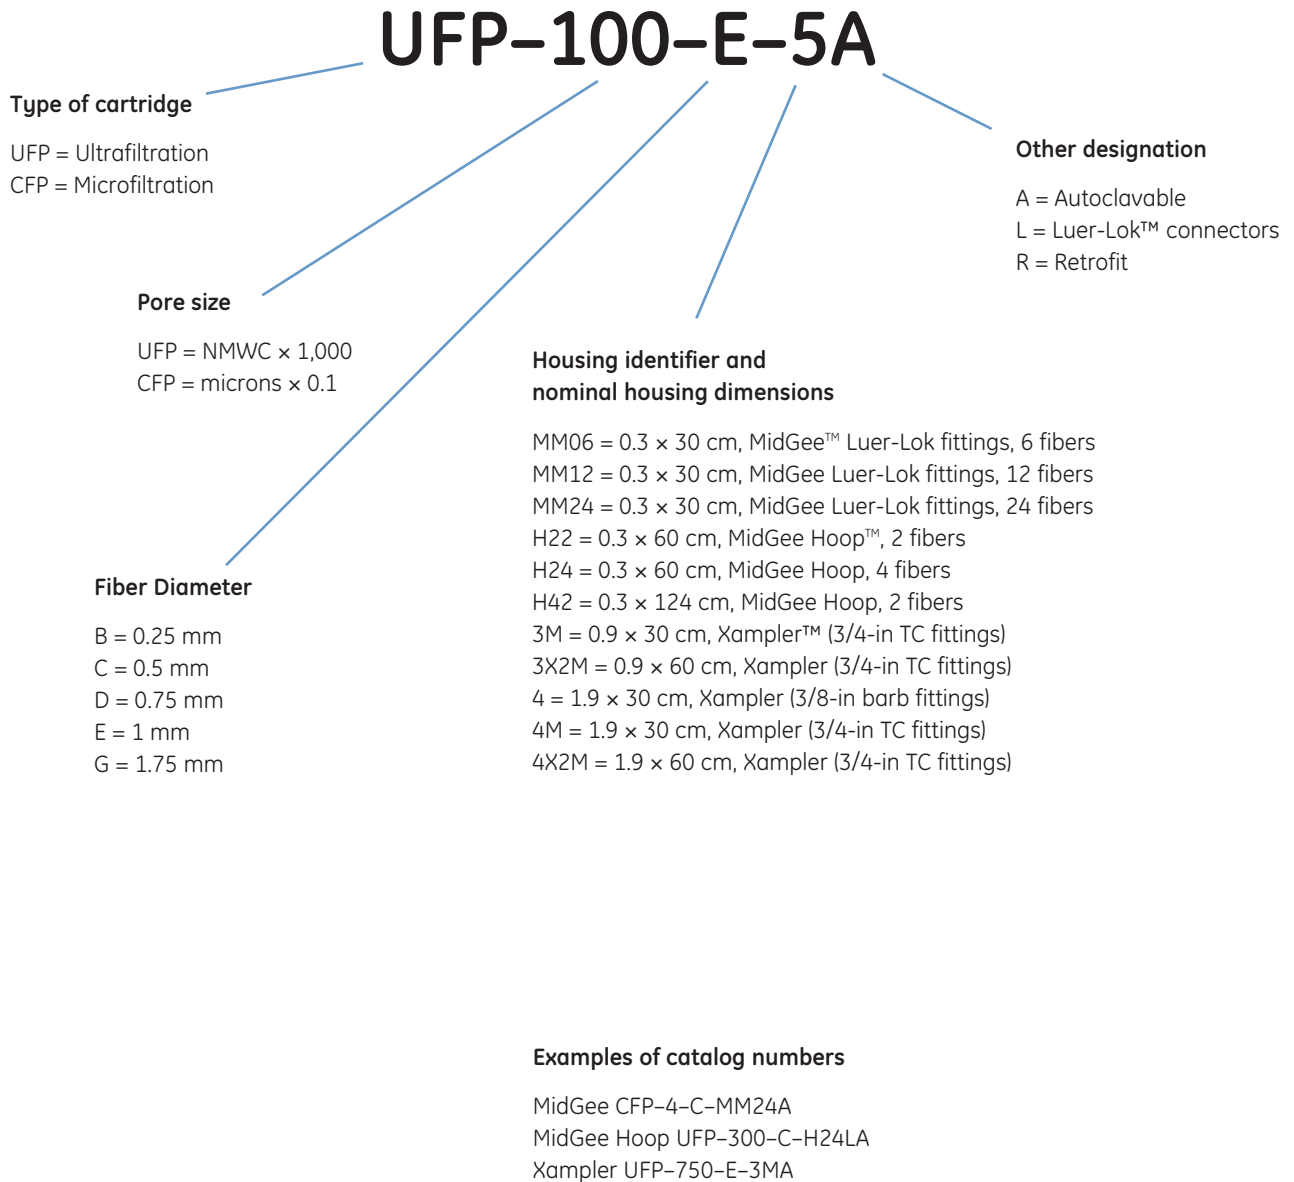 UFP–100–E–5A
Type of cartridge
UFP = Ultrafiltration
CFP = Microfiltration
Other designation
A = Autoclavable
L = Luer-Lok™ connectors
R = Retrofit
Pore size
UFP = NMWC × 1,000
CFP = microns × 0.1
Housing identifier and
nominal housing dimensions
MM06 = 0.3 × 30 cm, MidGee™ Luer-Lok fittings, 6 fibers
MM12 = 0.3 × 30 cm, MidGee Luer-Lok fittings, 12 fibers
MM24 = 0.3 × 30 cm, MidGee Luer-Lok fittings, 24 fibers
H22 = 0.3 × 60 cm, MidGee Hoop™, 2 fibers
H24 = 0.3 × 60 cm, MidGee Hoop, 4 fibers
H42 = 0.3 × 124 cm, MidGee Hoop, 2 fibers
3M = 0.9 × 30 cm, Xampler™ (3/4-in TC fittings)
3X2M = 0.9 × 60 cm, Xampler (3/4-in TC fittings)
4 = 1.9 × 30 cm, Xampler (3/8-in barb fittings)
4M = 1.9 × 30 cm, Xampler (3/4-in TC fittings)
4X2M = 1.9 × 60 cm, Xampler (3/4-in TC fittings)
Fiber Diameter
B = 0.25 mm
C = 0.5 mm
D = 0.75 mm
E = 1 mm
G = 1.75 mm
Examples of catalog numbers
MidGee CFP–4–C–MM24A
MidGee Hoop UFP–300–C–H24LA
Xampler UFP–750–E–3MA